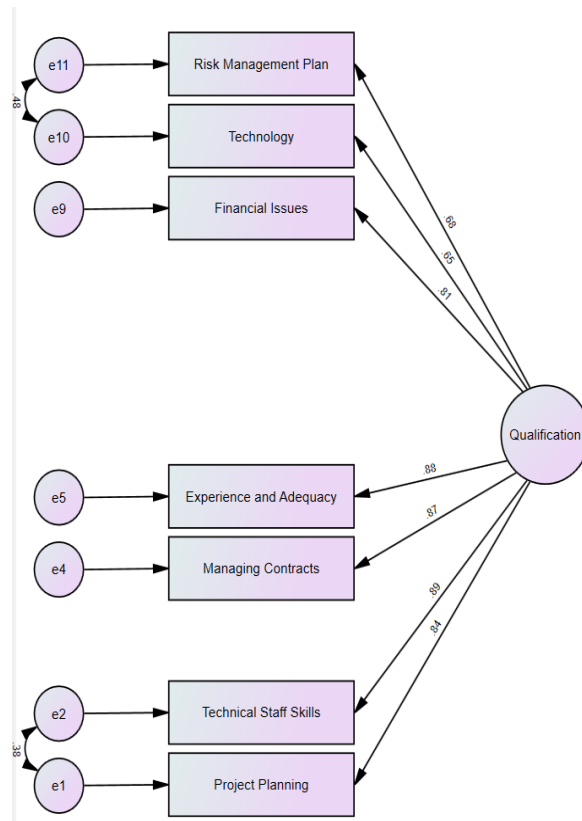 e11
Risk Management Plan
.48
e10
Technology
e9
Financial Issues
.68
.65
.81
Qualification
e5
Experience and Adequacy
.88
e4
Managing Contracts
.87
.89
.84
e2
Technical Staff Skills
.38
e1
Project Planning